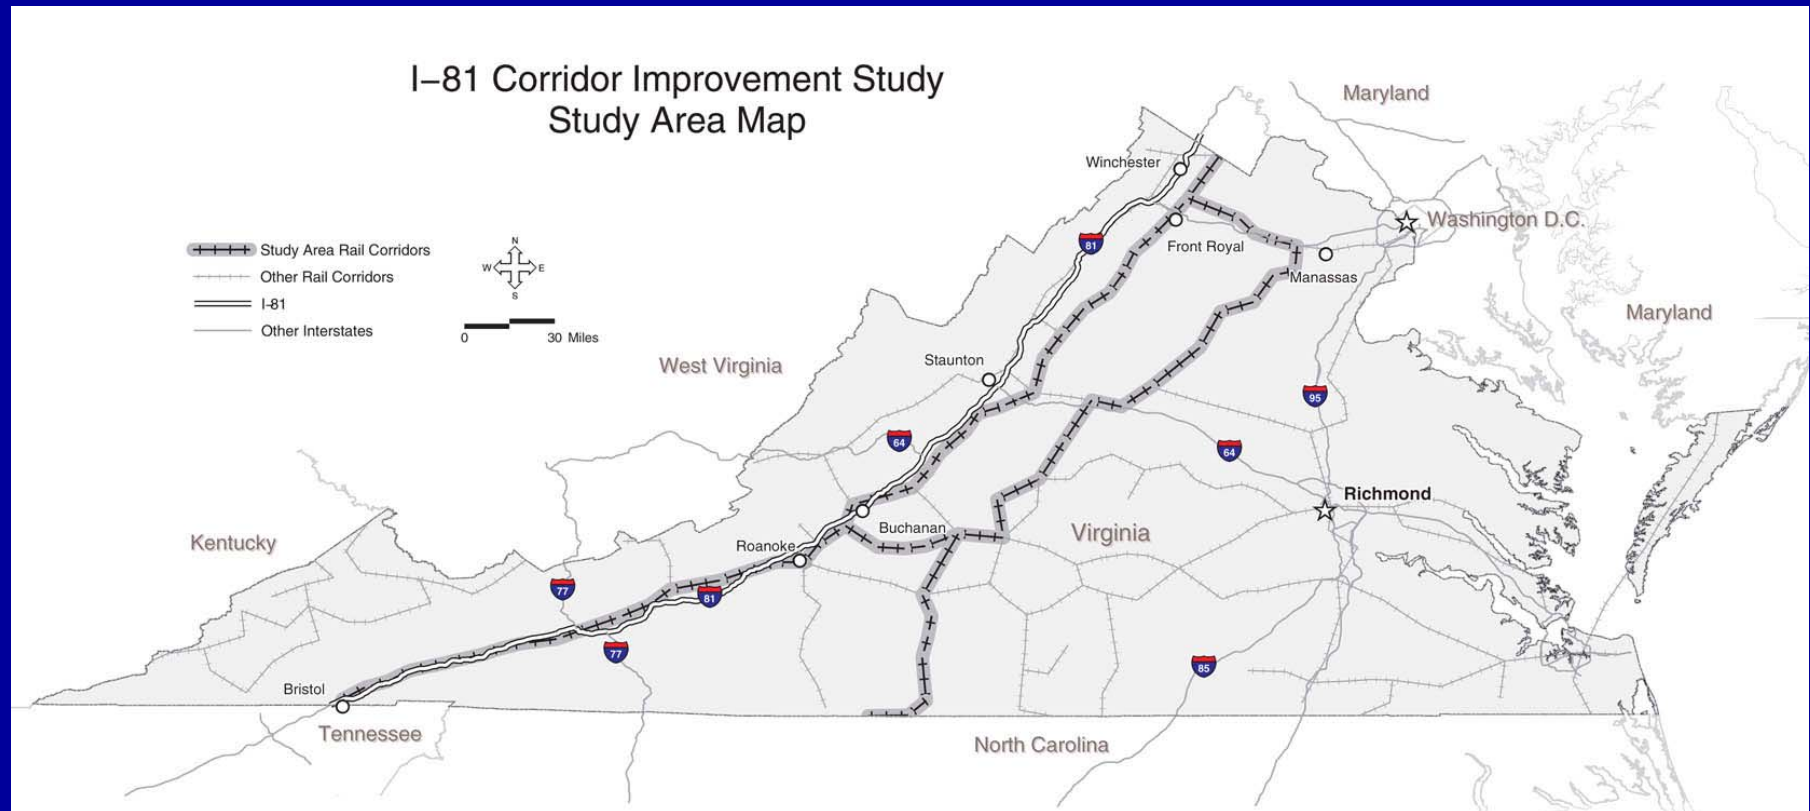 I–81 Corridor Improvement Study
Study Area Map
Maryland
Winchester
Washington D.C.
Front Royal
81
Manassas
N
W E
S
Study Area Rail Corridors
Other Rail Corridors
I-81
Other Interstates
0 30 Miles
Maryland
West Virginia
Staunton
95
64
64
Richmond
Buchanan
Virginia
Kentucky
Roanoke
77
81
77
85
Bristol
Tennessee
North Carolina